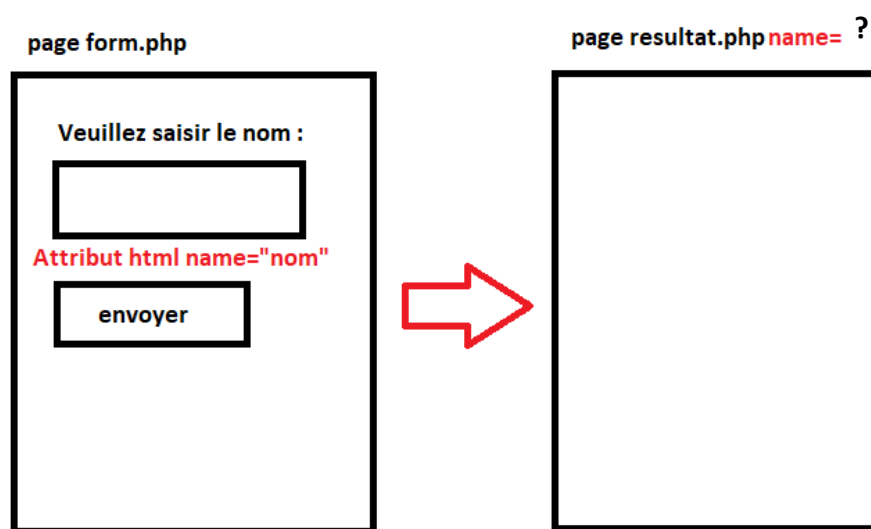 page form.php
Veuillez saisir le nom :
Attribut html name="nom"
envoyer
page resultat.php name= ?